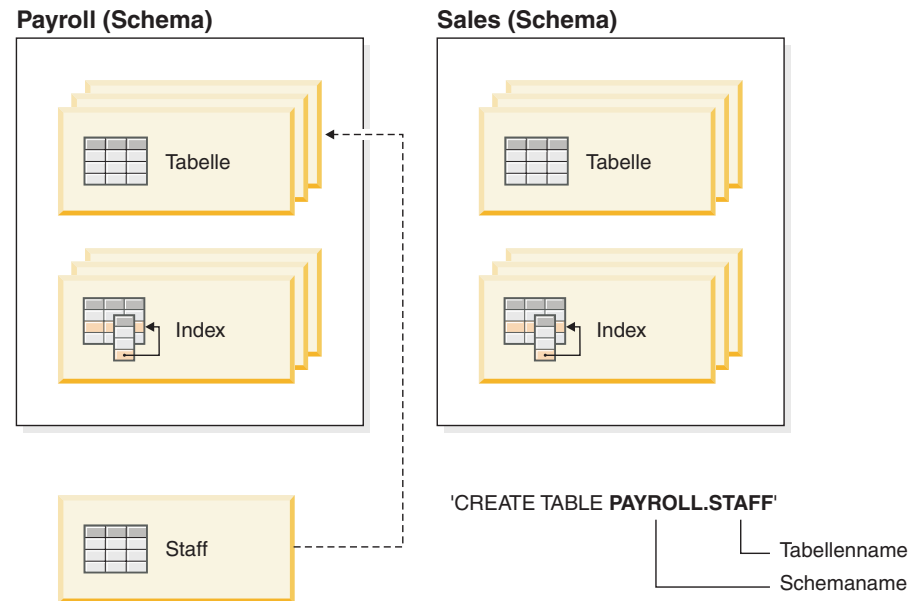 Payroll (Schema)
Sales (Schema)
Tabelle
Tabelle
Index
Index
Staff
'CREATE TABLE PAYROLL.STAFF'
Tabellenname
Schemaname